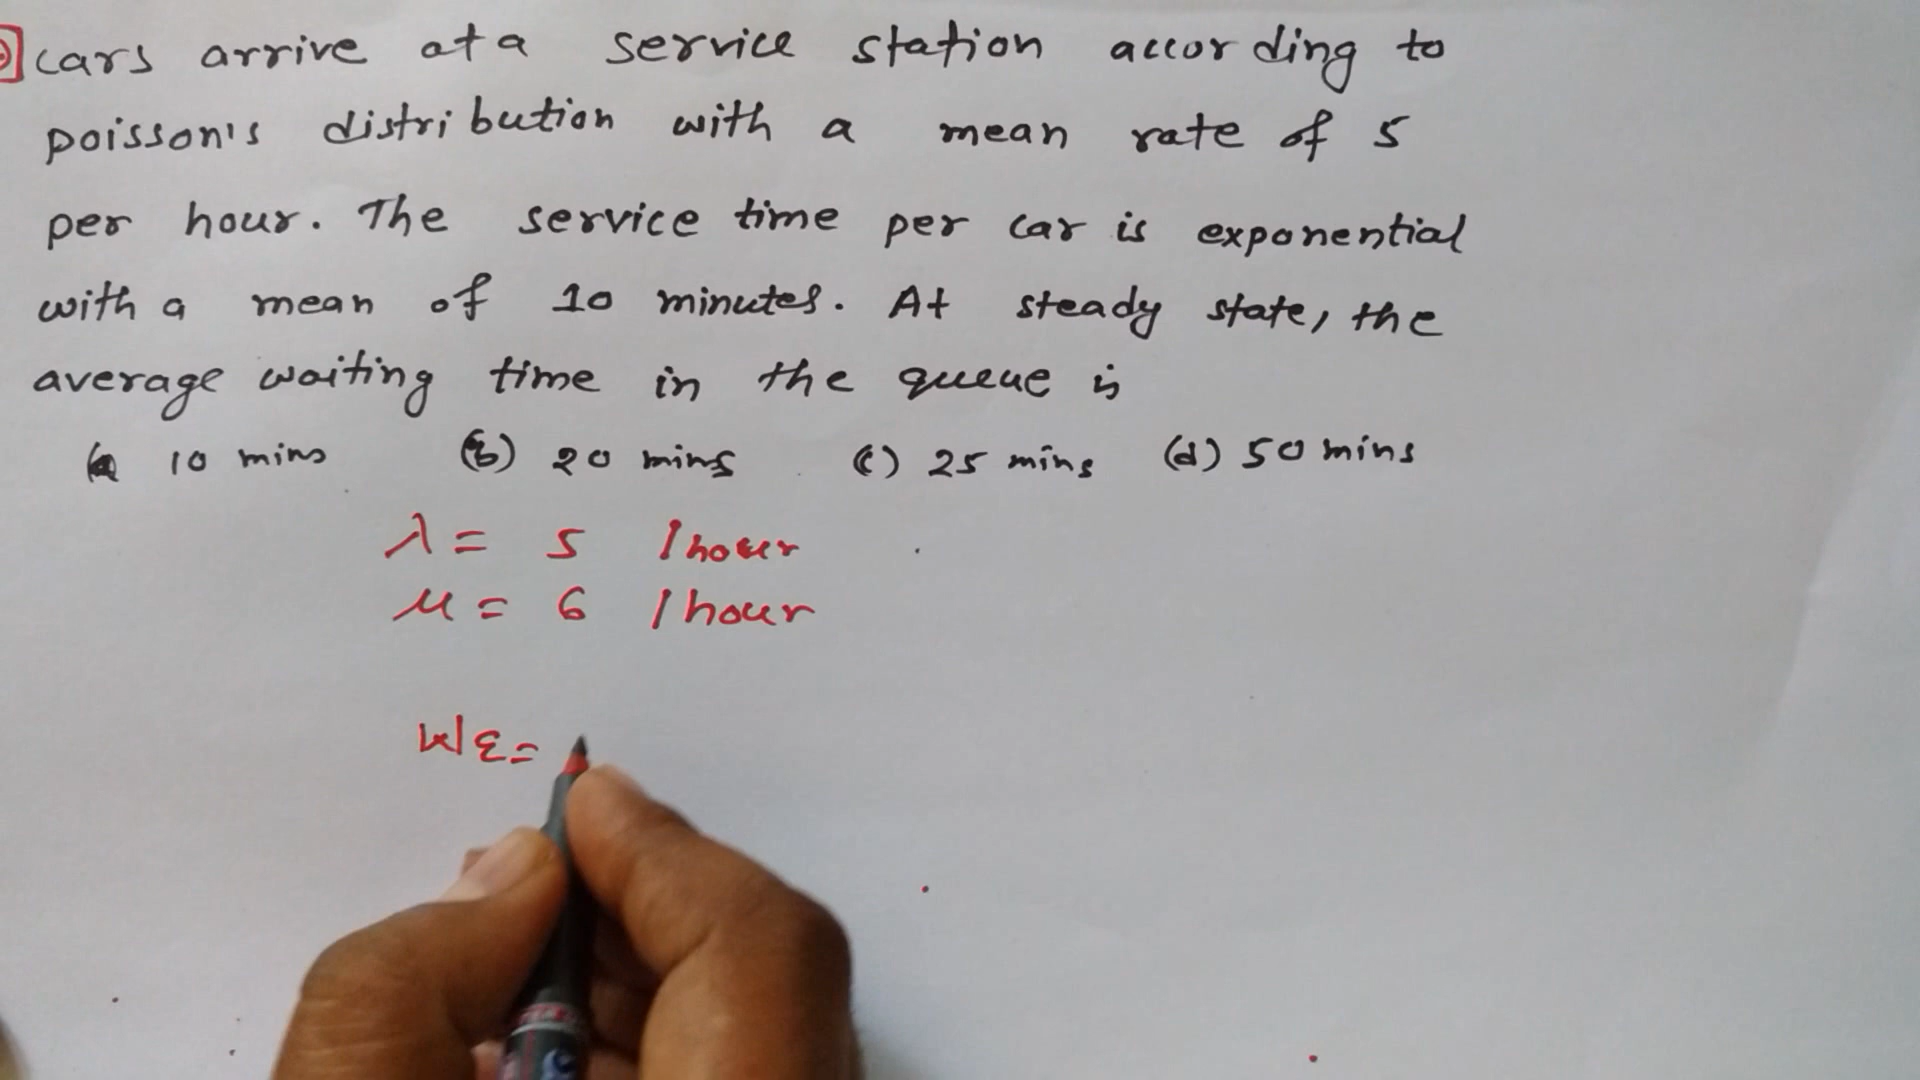 cars arrive at a service station according to
poisson's distribution with a mean rate of 5
per hour. The service time per car is exponential
with a mean of 10 minutes. At steady state, the
average waiting time in the queue is
(a) 10 mins (b) 20 mins (c) 25 mins (d) 50 mins
λ = 5 /hour
μ = 6 /hour